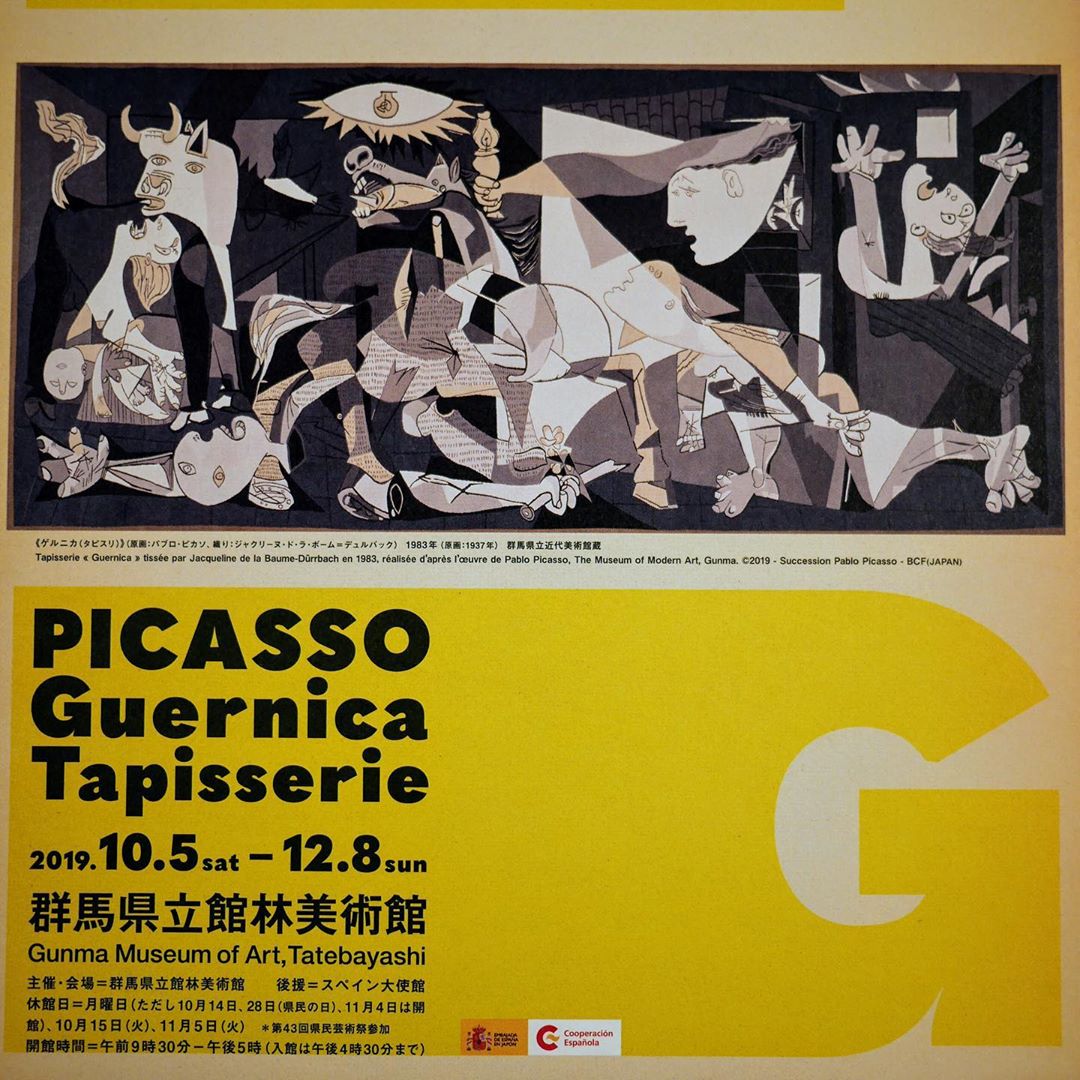 《ゲルニカ（タピスリ）》（原画：パブロ・ピカソ、織り：ジャクリーヌ・ド・ラ・ボーム＝デュルバック） 1983年（原画：1937年） 群馬県立近代美術館蔵
Tapisserie « Guernica » tissée par Jacqueline de la Baume-Dürrbach en 1983, réalisée d'après l'œuvre de Pablo Picasso, The Museum of Modern Art, Gunma. ©2019 - Succession Pablo Picasso - BCF(JAPAN)
PICASSO
Guernica
Tapisserie
2019.10.5sat – 12.8sun
群馬県立館林美術館
Gunma Museum of Art,Tatebayashi
主催・会場＝群馬県立館林美術館 後援＝スペイン大使館
休館日＝月曜日（ただし10月14日、28日（県民の日）、11月4日は開
館）、10月15日（火）、11月5日（火） ＊第43回県民芸術祭参加
開館時間＝午前9時30分－午後5時（入館は午後4時30分まで）
G
EMBAJADA
DE ESPAÑA
EN JAPÓN
Cooperación
Española